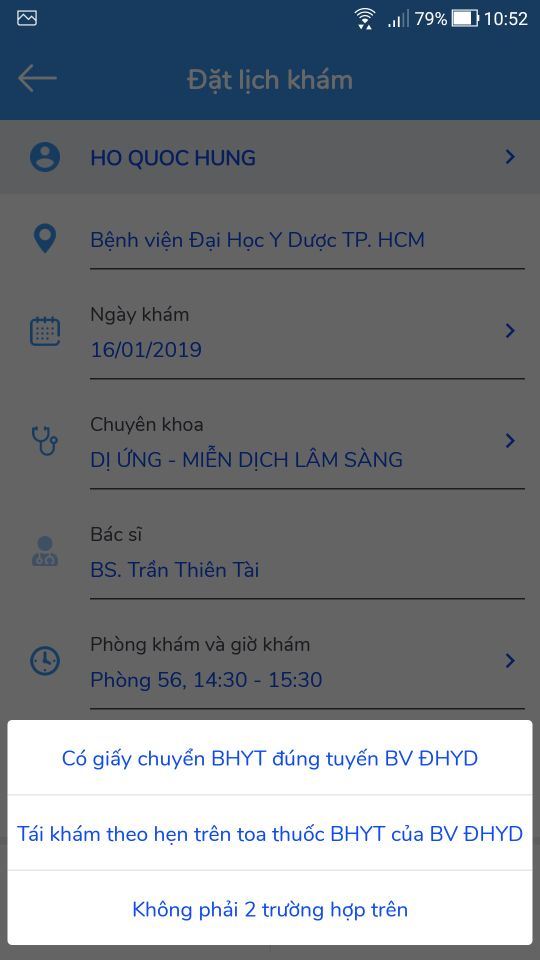 79% 10:52
Đặt lịch khám
HO QUOC HUNG
Bệnh viện Đại Học Y Dược TP. HCM
Ngày khám
16/01/2019
Chuyên khoa
DỊ ỨNG - MIỄN DỊCH LÂM SÀNG
Bác sĩ
BS. Trần Thiên Tài
Phòng khám và giờ khám
Phòng 56, 14:30 - 15:30
Có giấy chuyển BHYT đúng tuyến BV ĐHYD
Tái khám theo hẹn trên toa thuốc BHYT của BV ĐHYD
Không phải 2 trường hợp trên